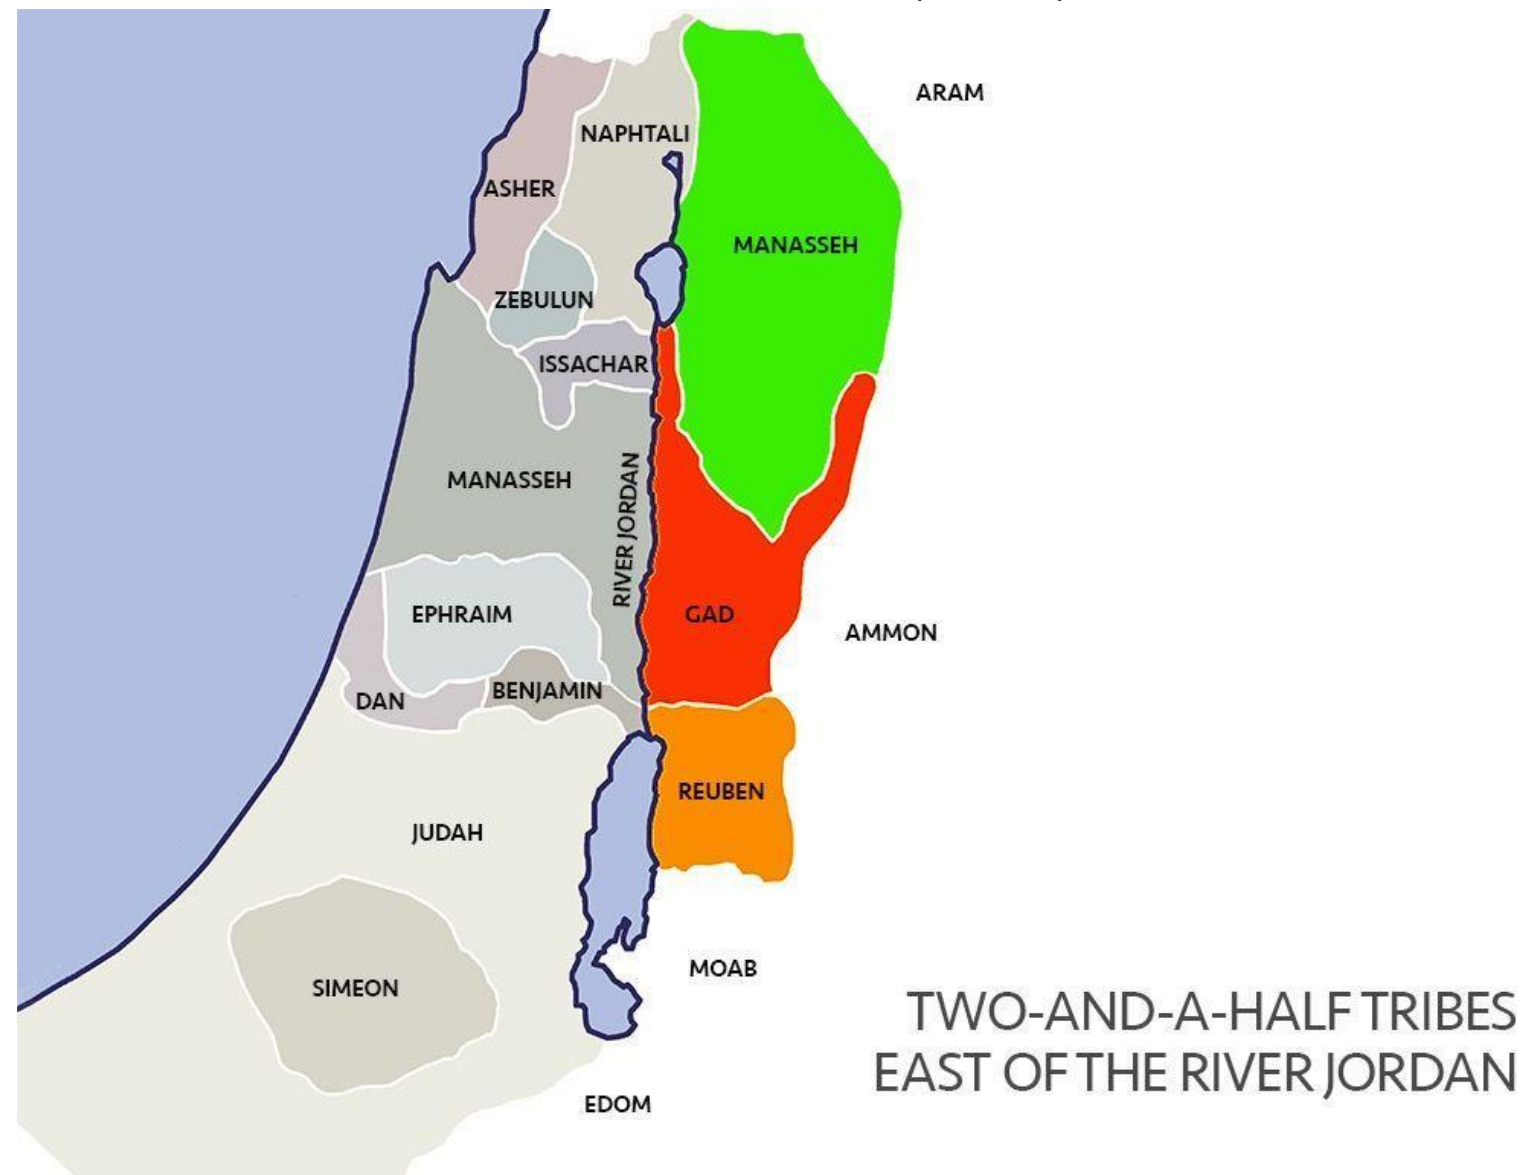 ARAM
NAPHTALI
ASHER
MANASSEH
ZEBULUN
ISSACHAR
MANASSEH
RIVER JORDAN
EPHRAIM
GAD
AMMON
BENJAMIN
DAN
REUBEN
JUDAH
MOAB
SIMEON
TWO-AND-A-HALF TRIBES
EAST OF THE RIVER JORDAN
EDOM